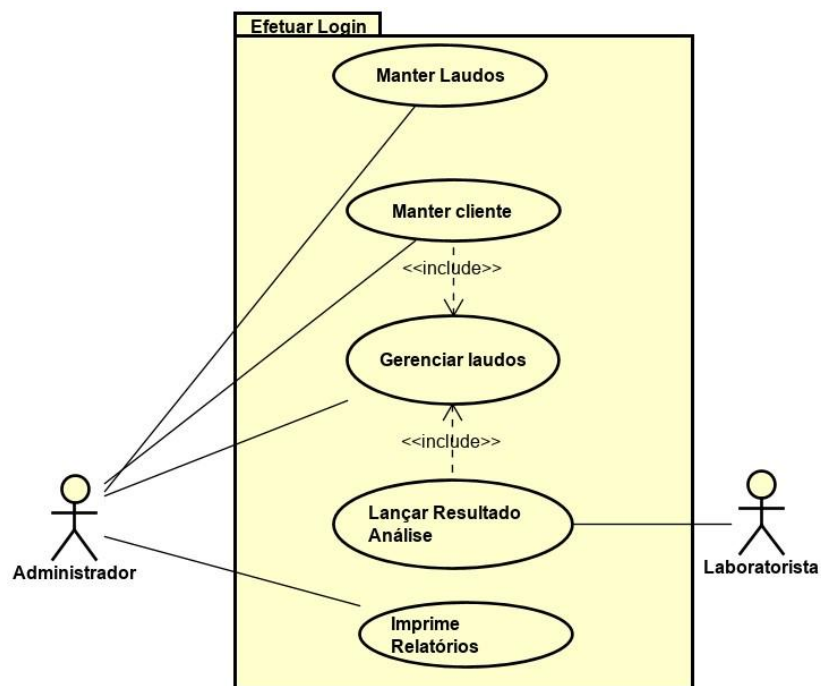 Efetuar Login
Manter Laudos
Manter cliente
<<include>>
Gerenciar laudos
<<include>>
Lançar Resultado
Análise
Administrador
Laboratorista
Imprime
Relatórios